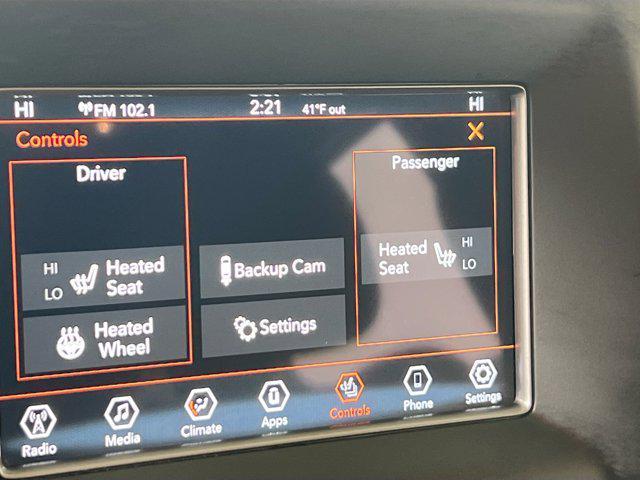 HI FM 102.1 2:21 41°F out HI
Controls X
Driver
Passenger
HI
LO
Heated
Seat
Backup Cam
Heated
Seat
HI
LO
Heated
Wheel
Settings
Radio Media Climate Apps Controls Phone Settings